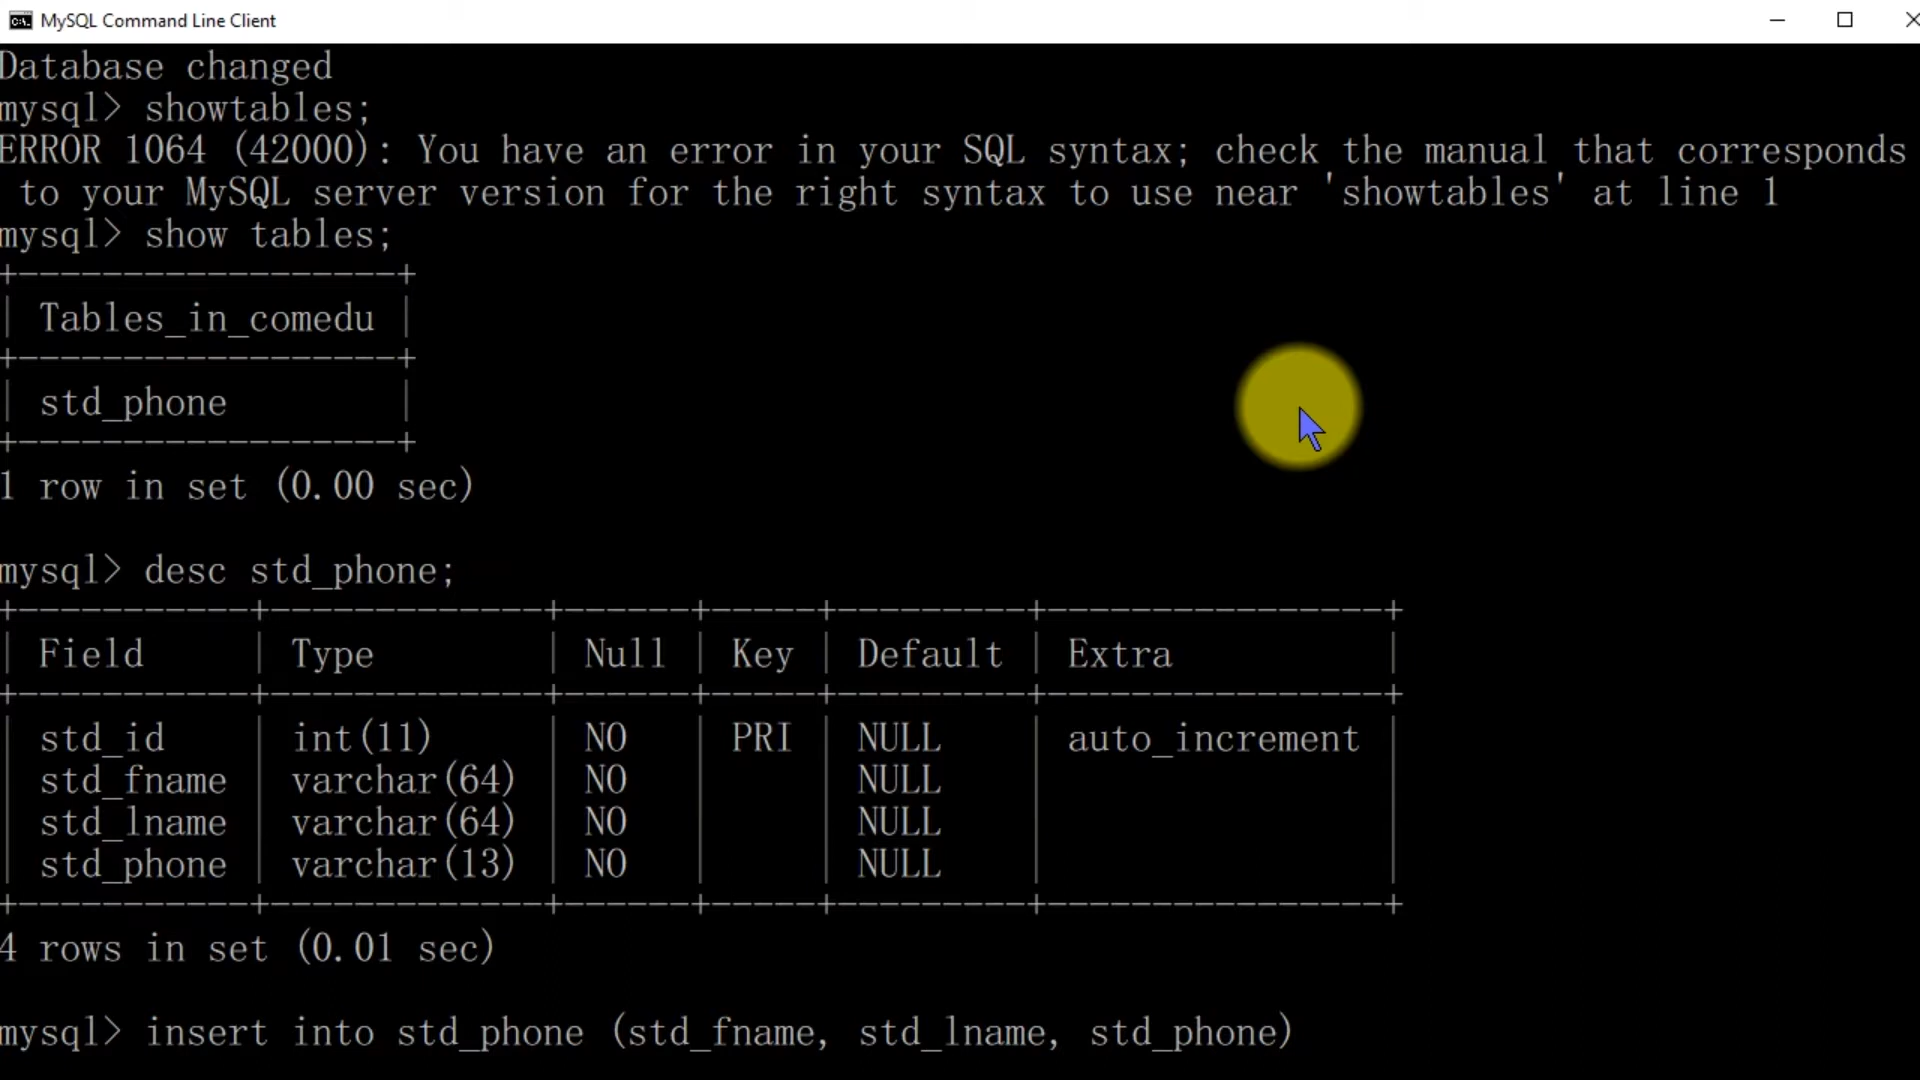 MySQL Command Line Client
Database changed
mysql> showtables;
ERROR 1064 (42000): You have an error in your SQL syntax; check the manual that corresponds
to your MySQL server version for the right syntax to use near 'showtables' at line 1
mysql> show tables;
+------------------+
| Tables_in_comedu |
+------------------+
| std_phone        |
+------------------+
1 row in set (0.00 sec)
mysql> desc std_phone;
+-----------+-------------+------+-----+---------+----------------+
| Field     | Type        | Null | Key | Default | Extra          |
+-----------+-------------+------+-----+---------+----------------+
| std_id    | int(11)     | NO   | PRI | NULL    | auto_increment |
| std_fname | varchar(64) | NO   |     | NULL    |                |
| std_lname | varchar(64) | NO   |     | NULL    |                |
| std_phone | varchar(13) | NO   |     | NULL    |                |
+-----------+-------------+------+-----+---------+----------------+
4 rows in set (0.01 sec)
mysql> insert into std_phone (std_fname, std_lname, std_phone)